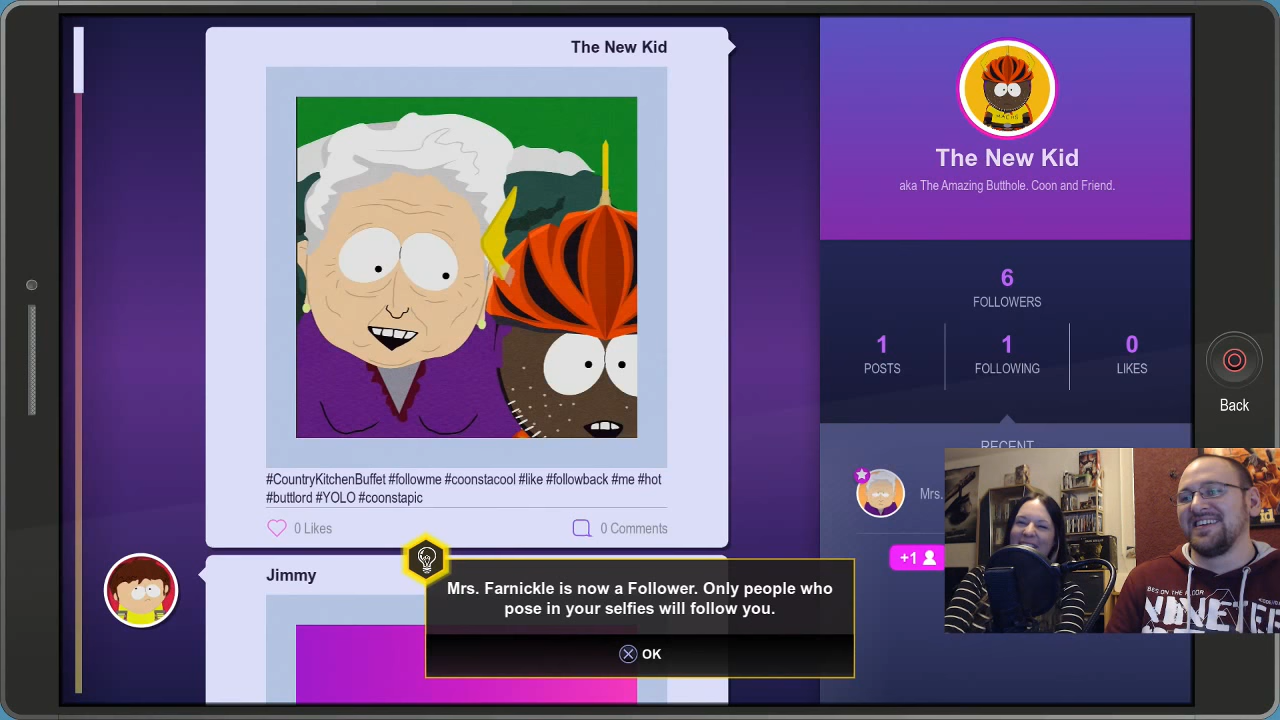 The New Kid
#CountryKitchenBuffet #followme #coonstacool #like #followback #me #hot
#buttlord #YOLO #coonstapic
0 Likes
0 Comments
Jimmy
The New Kid
aka The Amazing Butthole. Coon and Friend.
6
FOLLOWERS
1
POSTS
1
FOLLOWING
0
LIKES
RECENT
Mrs.
+1
Back
Mrs. Farnickle is now a Follower. Only people who
pose in your selfies will follow you.
OK